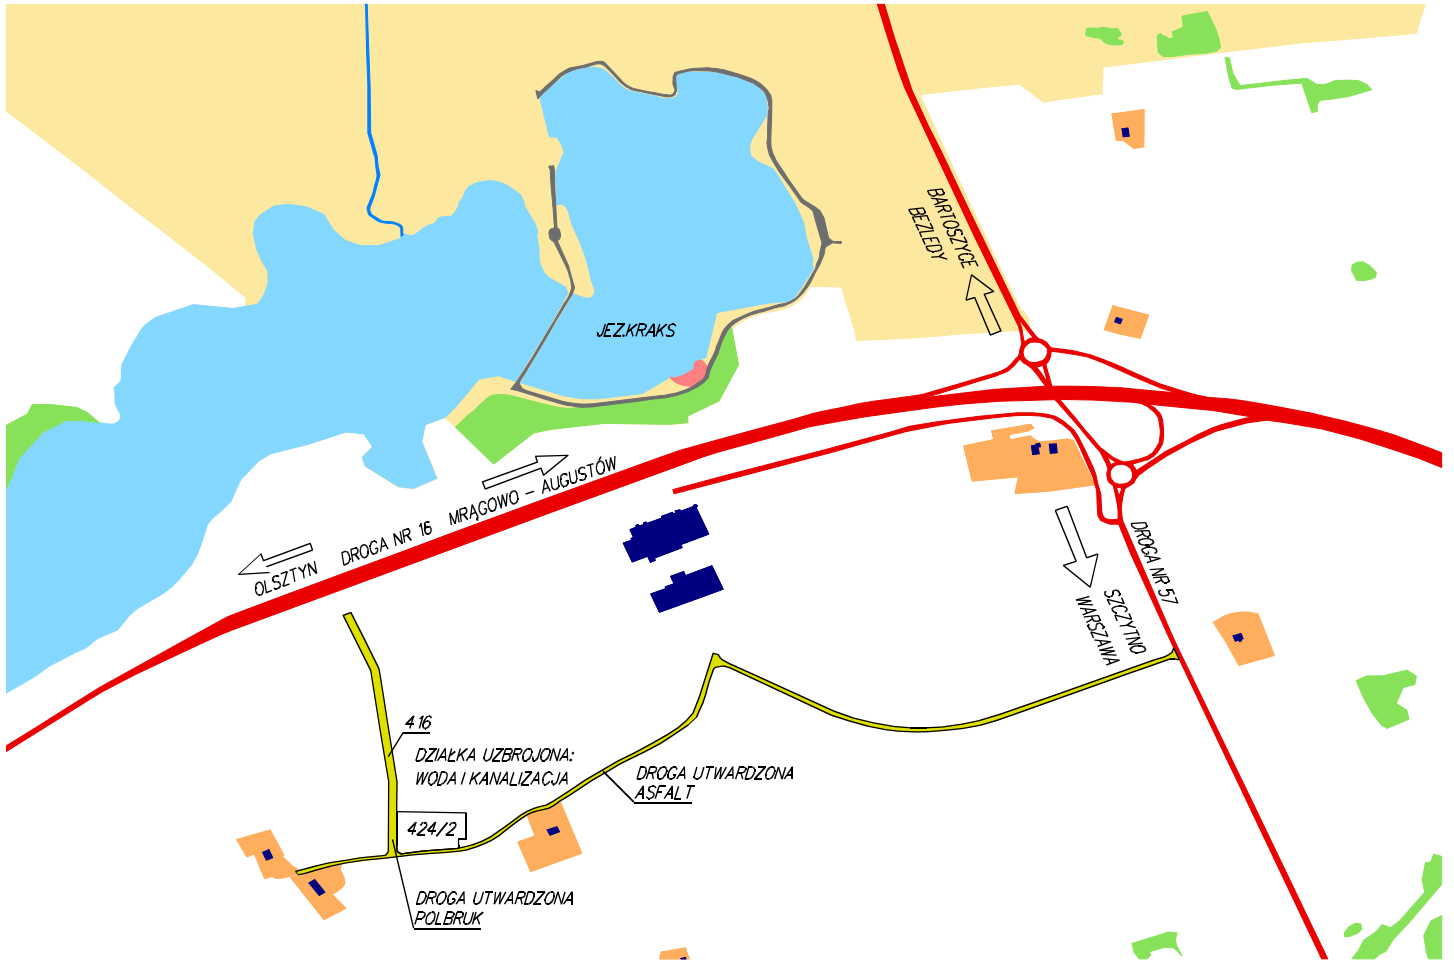 BARTOSZYCE
BEZLEDY
JEZ.KRAKS
DROGA NR 16 MRĄGOWO - AUGUSTÓW
OLSZTYN
DROGA NR 57
SZCZYTNO
WARSZAWA
416
DZIAŁKA UZBROJONA:
WODA I KANALIZACJA
DROGA UTWARDZONA
ASFALT
424/2
DROGA UTWARDZONA
POLBRUK